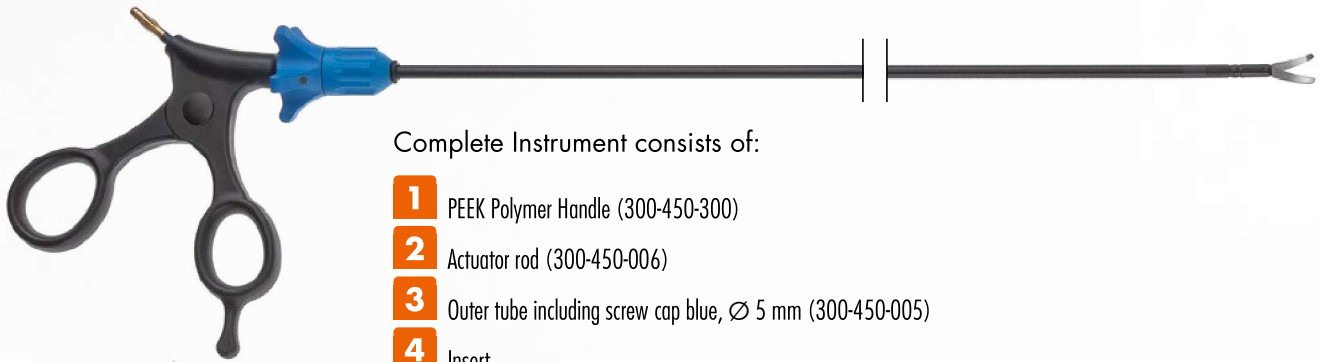 Complete Instrument consists of:
1 PEEK Polymer Handle (300-450-300)
2 Actuator rod (300-450-006)
3 Outer tube including screw cap blue, Ø 5 mm (300-450-005)
4 Insert